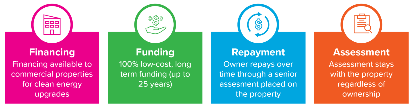 Financing
Financing available to
commercial properties
for clean energy
upgrades
Funding
100% low-cost, long
term funding (up to
25 years)
Repayment
Owner repays over
time through a senior
assessment placed on
the property
Assessment
Assessment stays
with the property
regardless of
ownership